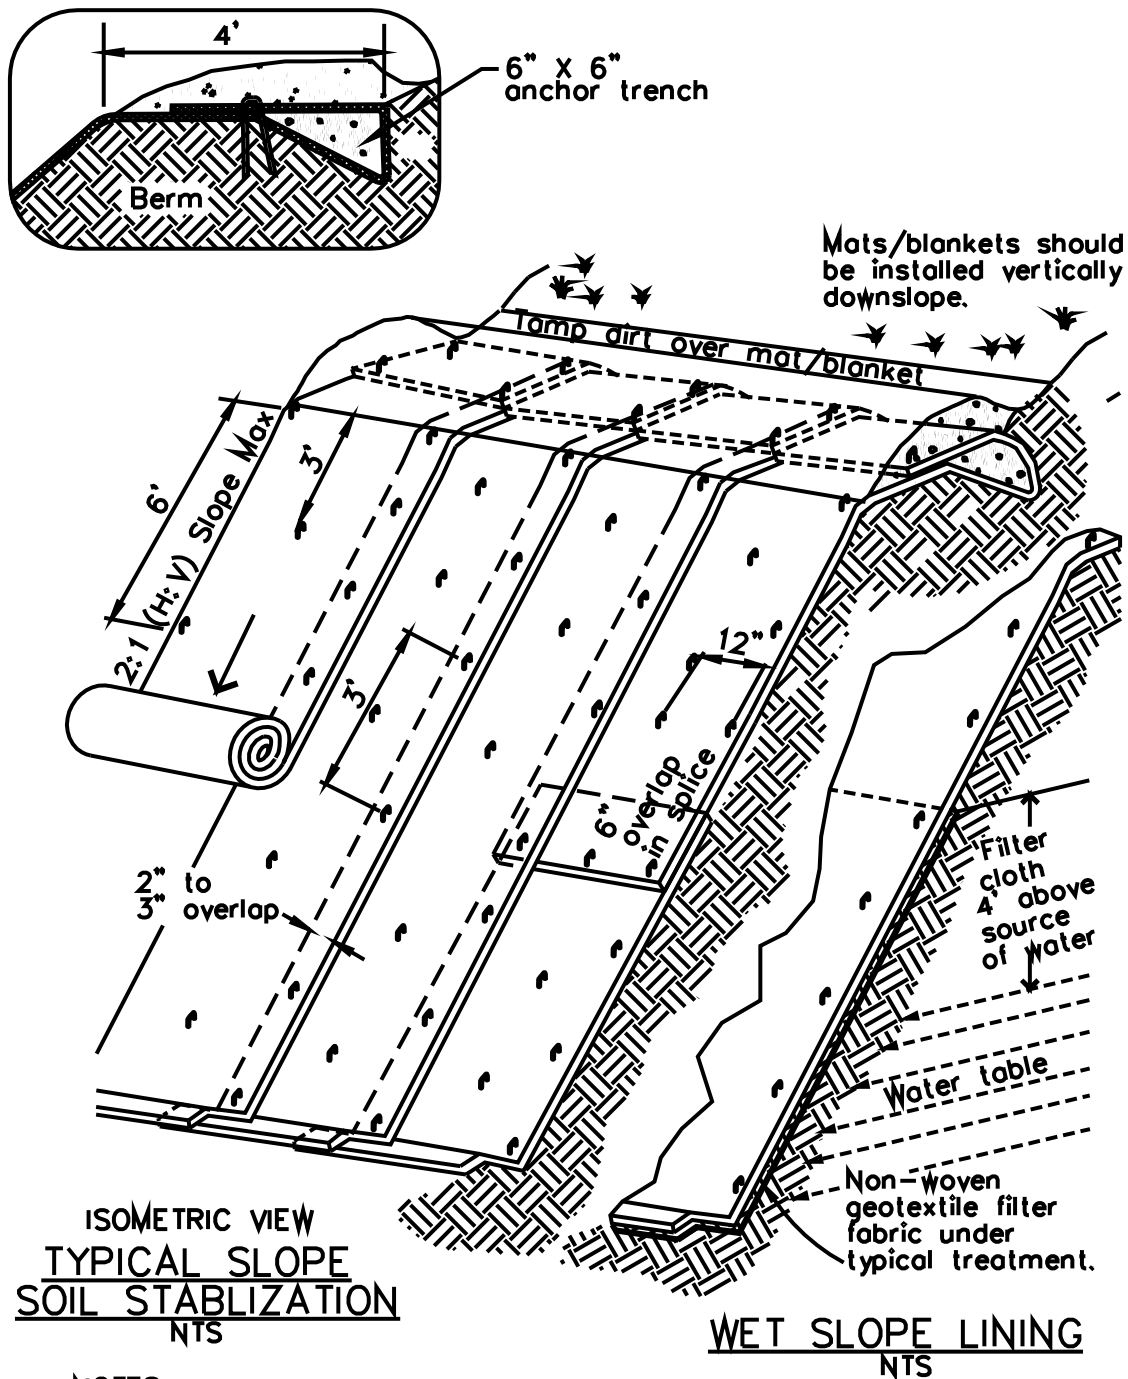 4'
6" X 6"
anchor trench
Berm
Mats/blankets should
be installed vertically
downslope.
Tamp dirt over mat/blanket
6'
2:1 (H:V) Slope Max
3'
12"
3'
6"
overlap
in splice
2" to
3" overlap
Filter
cloth
4' above
source
of water
Water table
Non-woven
geotextile filter
fabric under
typical treatment.
ISOMETRIC VIEW
TYPICAL SLOPE
SOIL STABLIZATION
NTS
WET SLOPE LINING
NTS